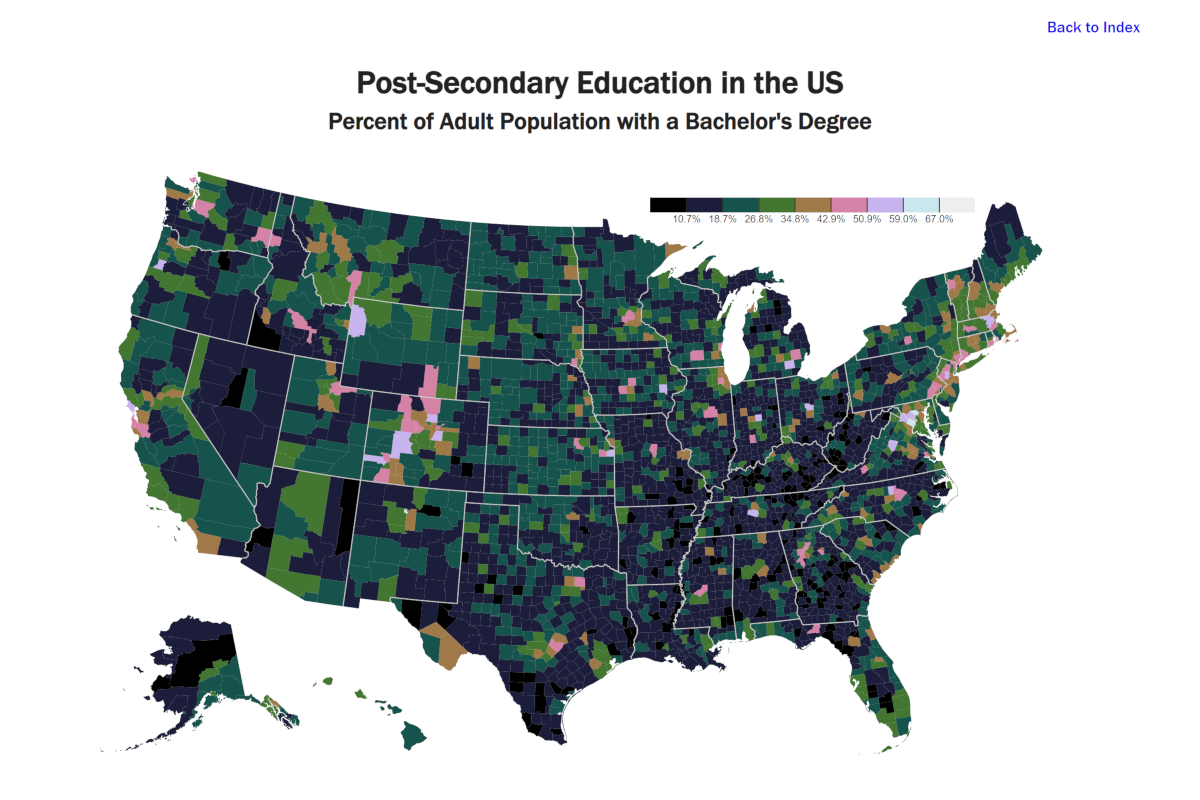 Back to Index
Post-Secondary Education in the US
Percent of Adult Population with a Bachelor's Degree
10.7% 18.7% 26.8% 34.8% 42.9% 50.9% 59.0% 67.0%